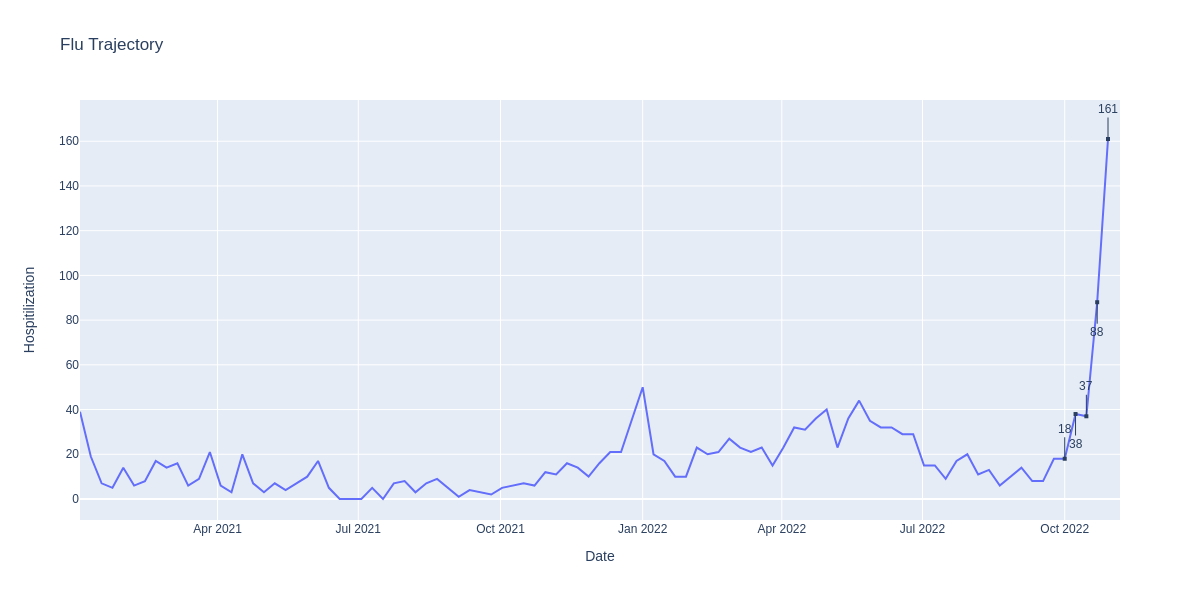 Flu Trajectory
161
160
140
120
100
80
60
40
20
0
88
37
18
38
Hospitilization
Apr 2021
Jul 2021
Oct 2021
Jan 2022
Apr 2022
Jul 2022
Oct 2022
Date